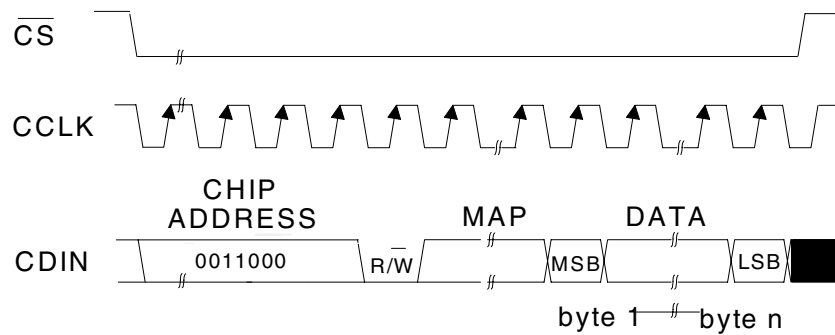 CS
CCLK
CHIP
ADDRESS
MAP
DATA
CDIN
0011000
R/W
MSB
LSB
byte 1
byte n